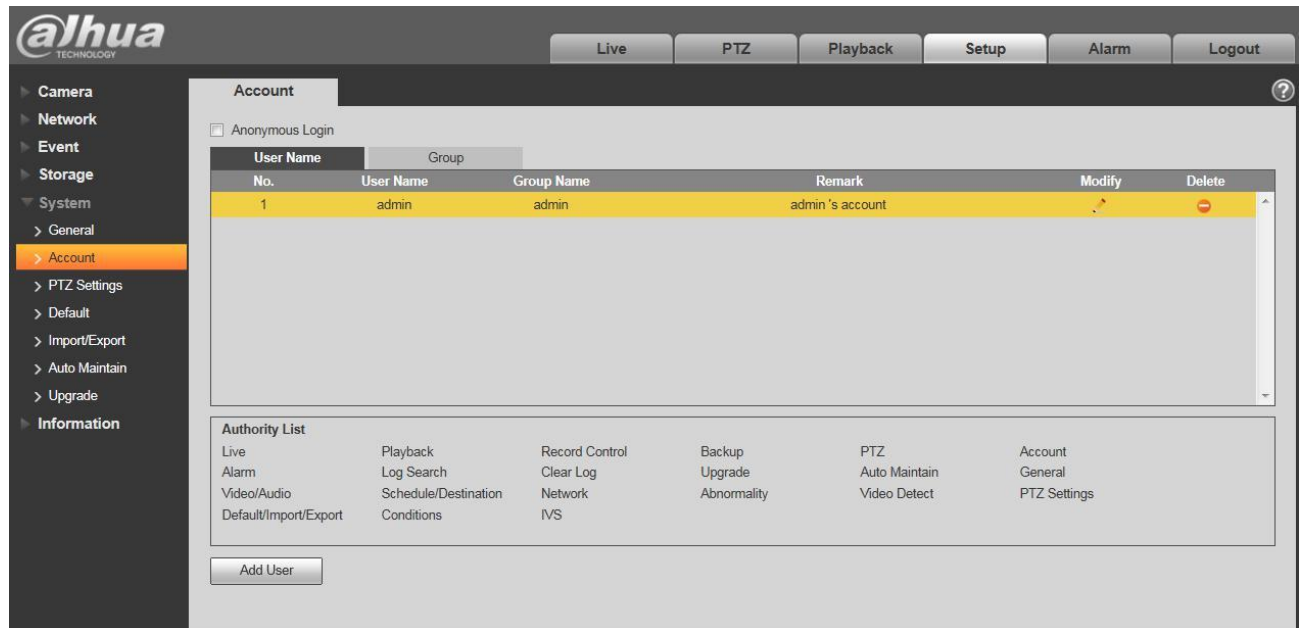 alhua
TECHNOLOGY
Live PTZ Playback Setup Alarm Logout
Camera
Network
Event
Storage
System
> General
> Account
> PTZ Settings
> Default
> Import/Export
> Auto Maintain
> Upgrade
Information
Account
?
Anonymous Login
User Name Group
No. User Name Group Name Remark Modify Delete
1 admin admin admin 's account
Authority List
Live Playback Record Control Backup PTZ Account
Alarm Log Search Clear Log Upgrade Auto Maintain General
Video/Audio Schedule/Destination Network Abnormality Video Detect PTZ Settings
Default/Import/Export Conditions IVS
Add User